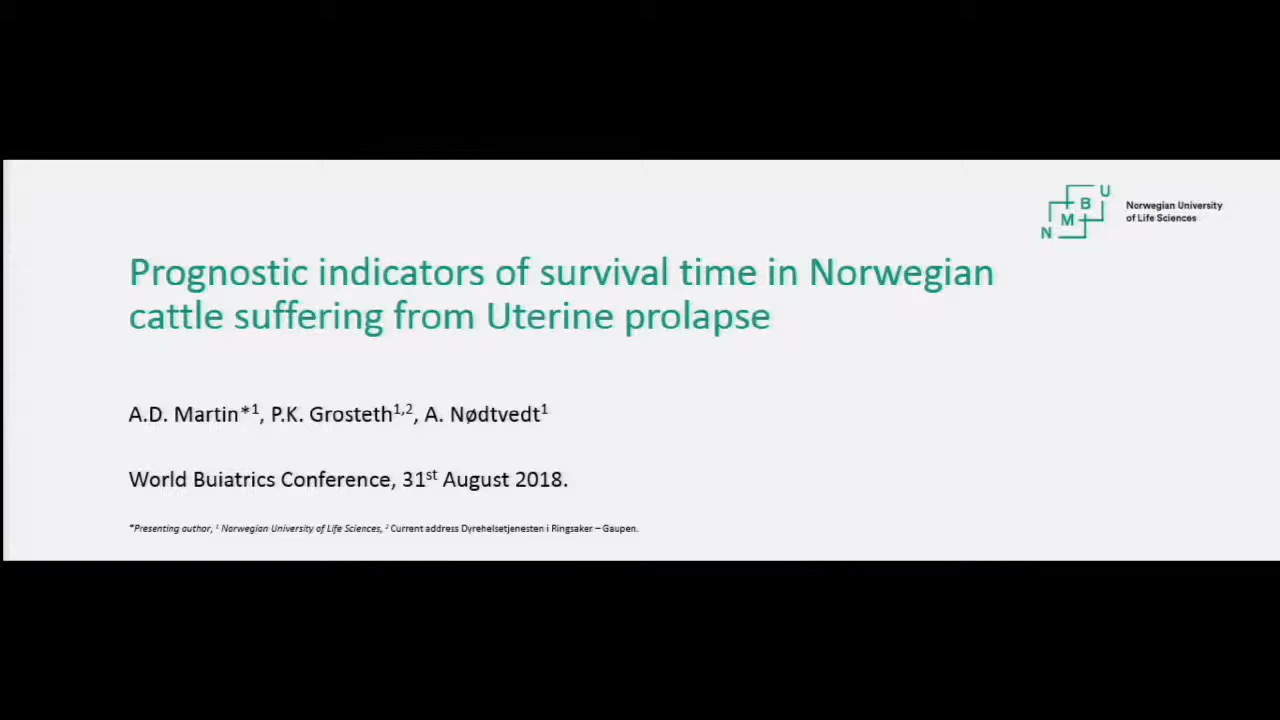 N M B U
Norwegian University
of Life Sciences
Prognostic indicators of survival time in Norwegian
cattle suffering from Uterine prolapse
A.D. Martin*¹, P.K. Grosteth¹,², A. Nødtvedt¹
World Buiatrics Conference, 31st August 2018.
*Presenting author, ¹ Norwegian University of Life Sciences, ² Current address Dyrehelsetjenesten i Ringsaker – Gaupen.